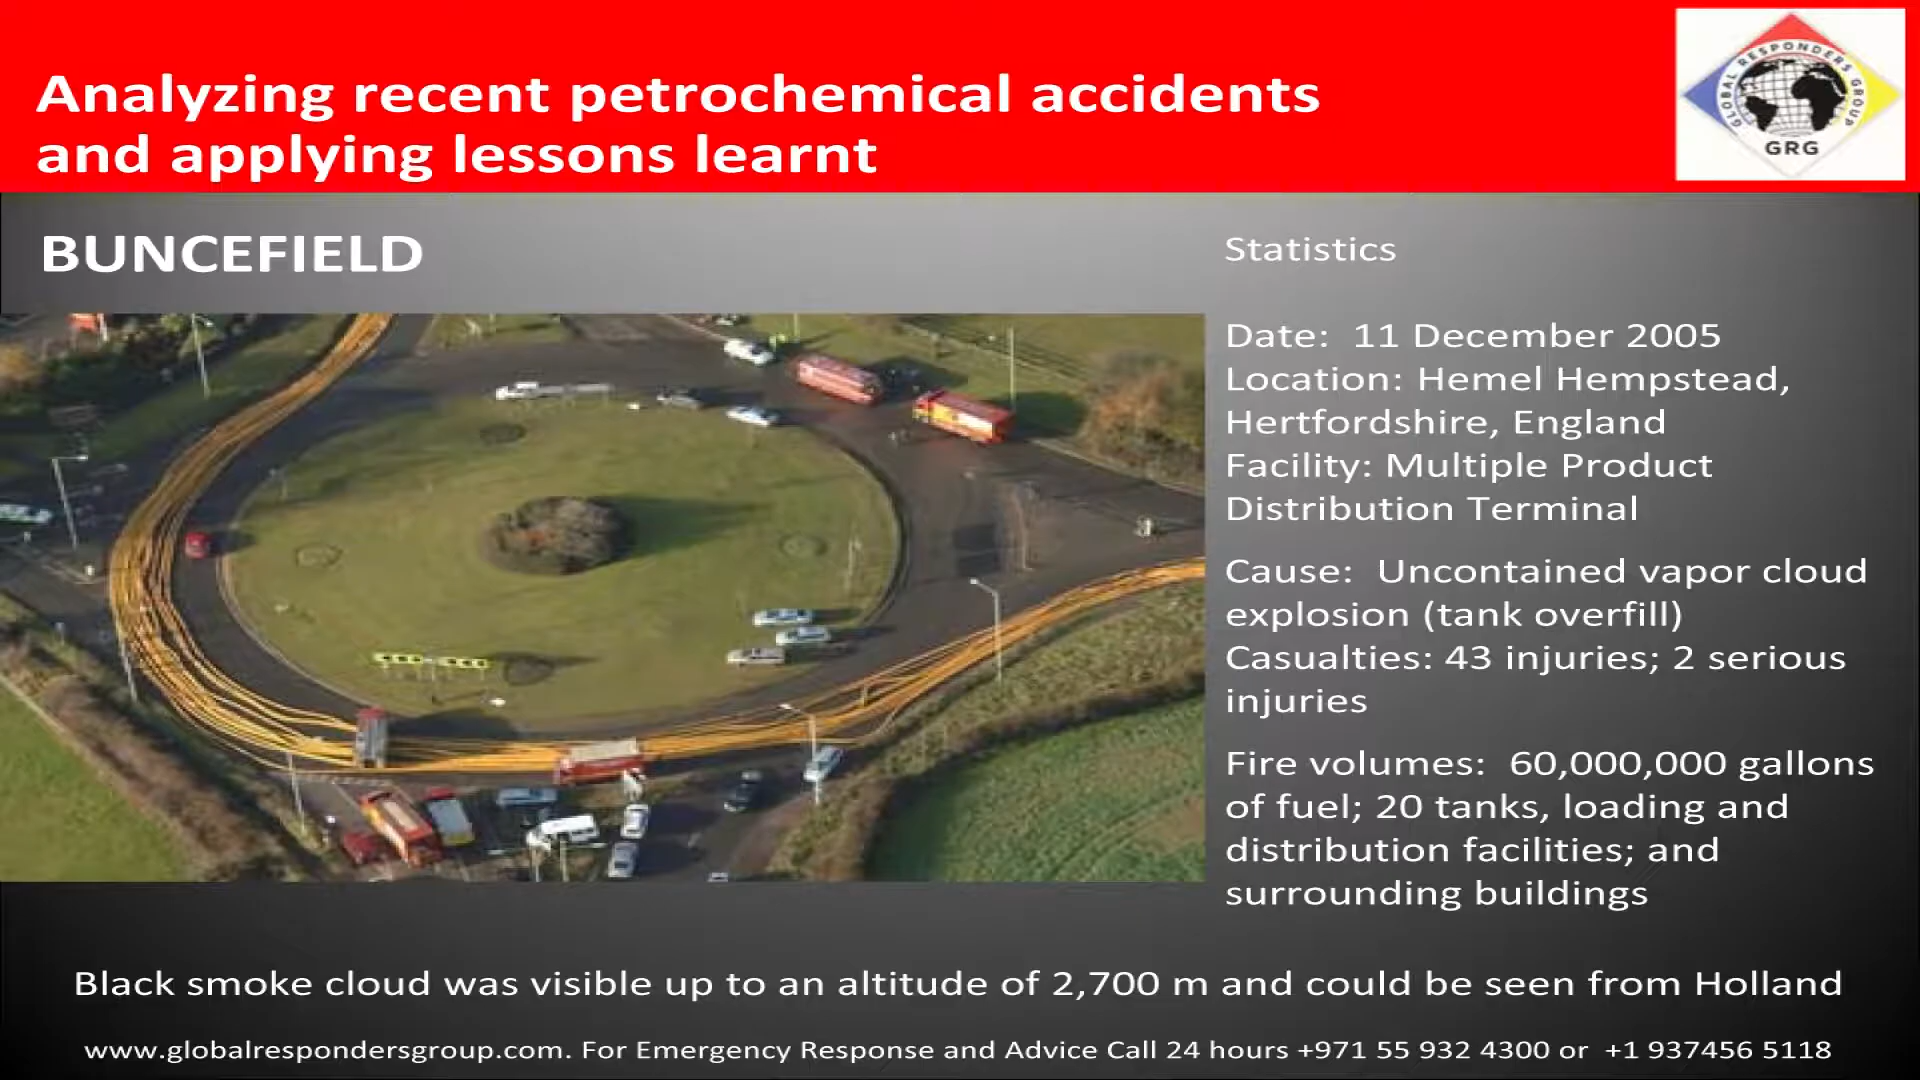 Analyzing recent petrochemical accidents
and applying lessons learnt
GLOBAL RESPONDERS GROUP
GRG
BUNCEFIELD
Statistics
Date:  11 December 2005
Location: Hemel Hempstead,
Hertfordshire, England
Facility: Multiple Product
Distribution Terminal
Cause:  Uncontained vapor cloud
explosion (tank overfill)
Casualties: 43 injuries; 2 serious
injuries
Fire volumes:  60,000,000 gallons
of fuel; 20 tanks, loading and
distribution facilities; and
surrounding buildings
Black smoke cloud was visible up to an altitude of 2,700 m and could be seen from Holland
www.globalrespondersgroup.com. For Emergency Response and Advice Call 24 hours +971 55 932 4300 or  +1 937456 5118